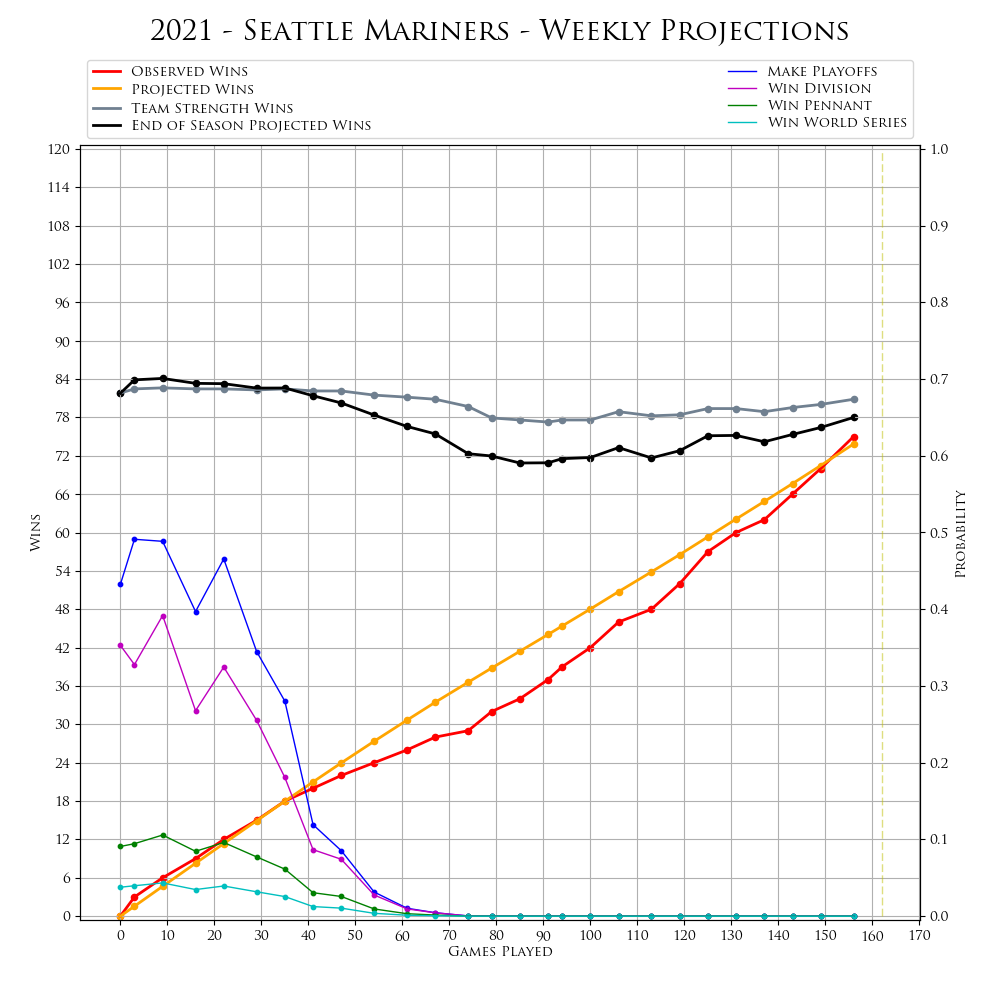 2021 - Seattle Mariners - Weekly Projections
Observed Wins
Projected Wins
Team Strength Wins
End of Season Projected Wins
Make Playoffs
Win Division
Win Pennant
Win World Series
120
114
108
102
96
90
84
78
72
66
60
54
48
42
36
30
24
18
12
6
0
Wins
1.0
0.9
0.8
0.7
0.6
0.5
0.4
0.3
0.2
0.1
0.0
Probability
0 10 20 30 40 50 60 70 80 90 100 110 120 130 140 150 160 170
Games Played